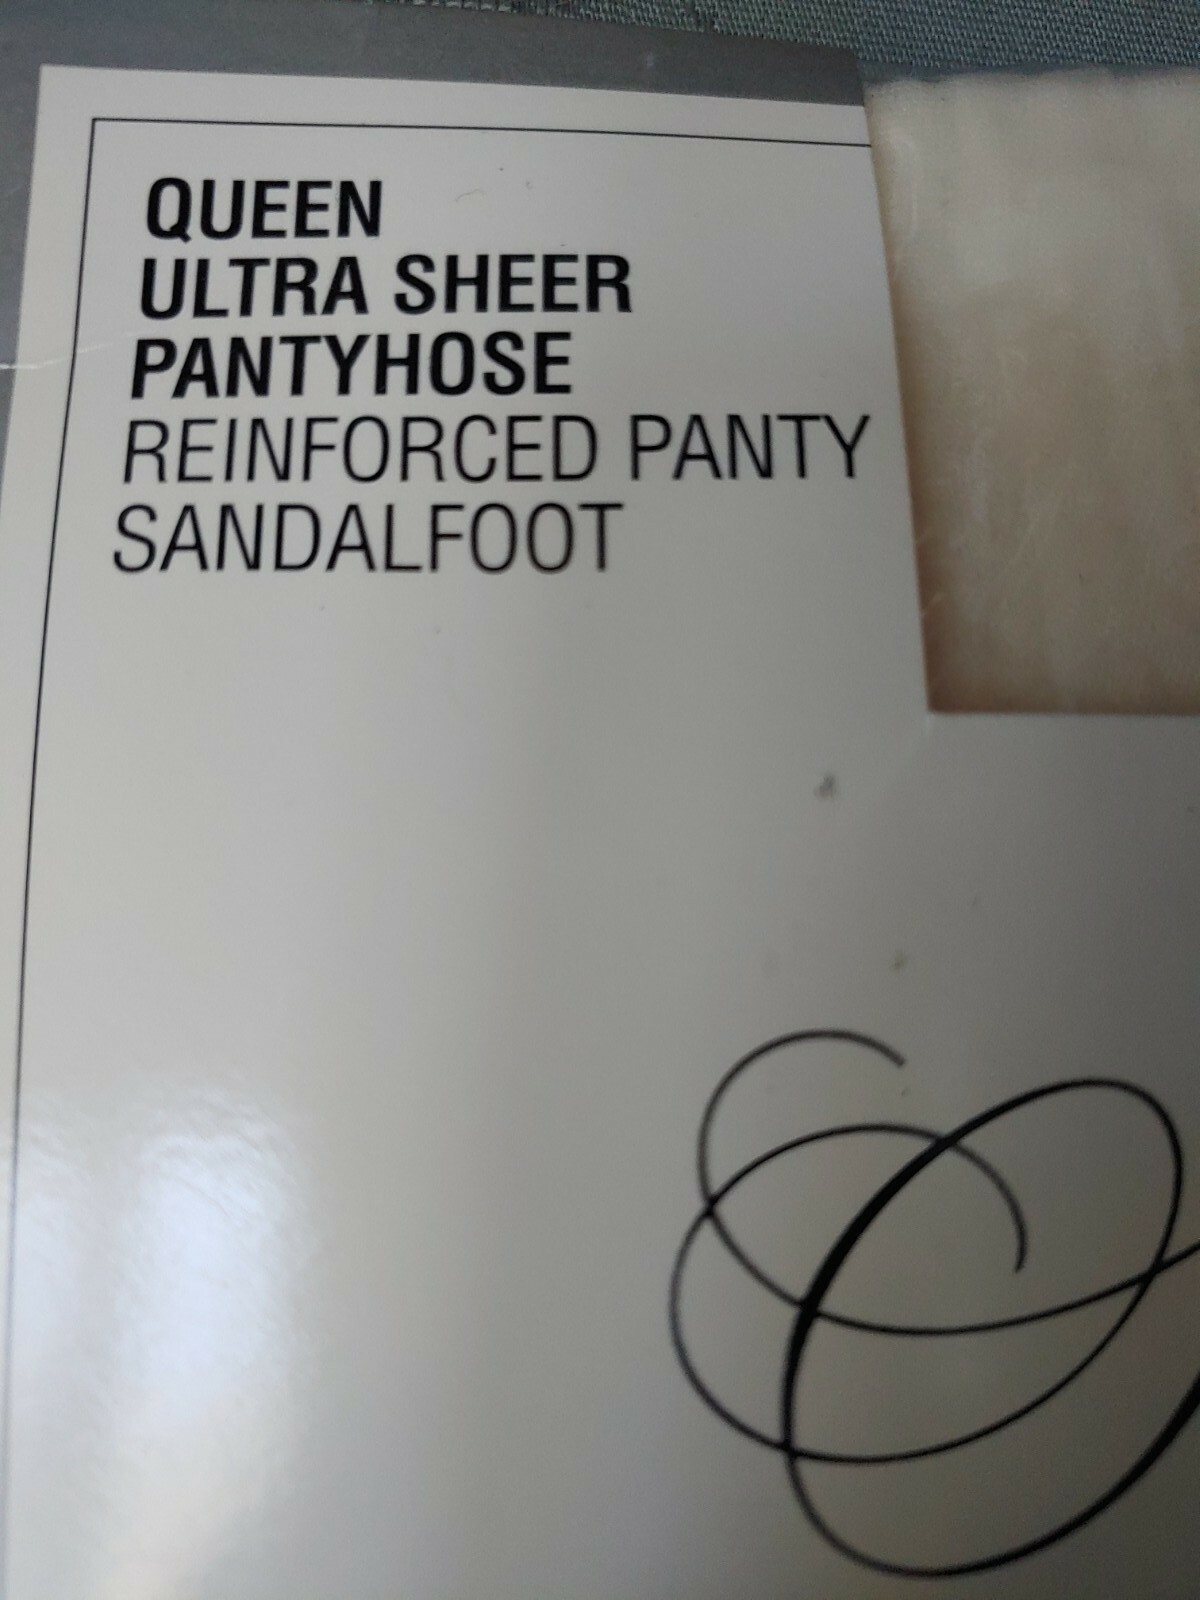 QUEEN
ULTRA SHEER
PANTYHOSE
REINFORCED PANTY
SANDALFOOT